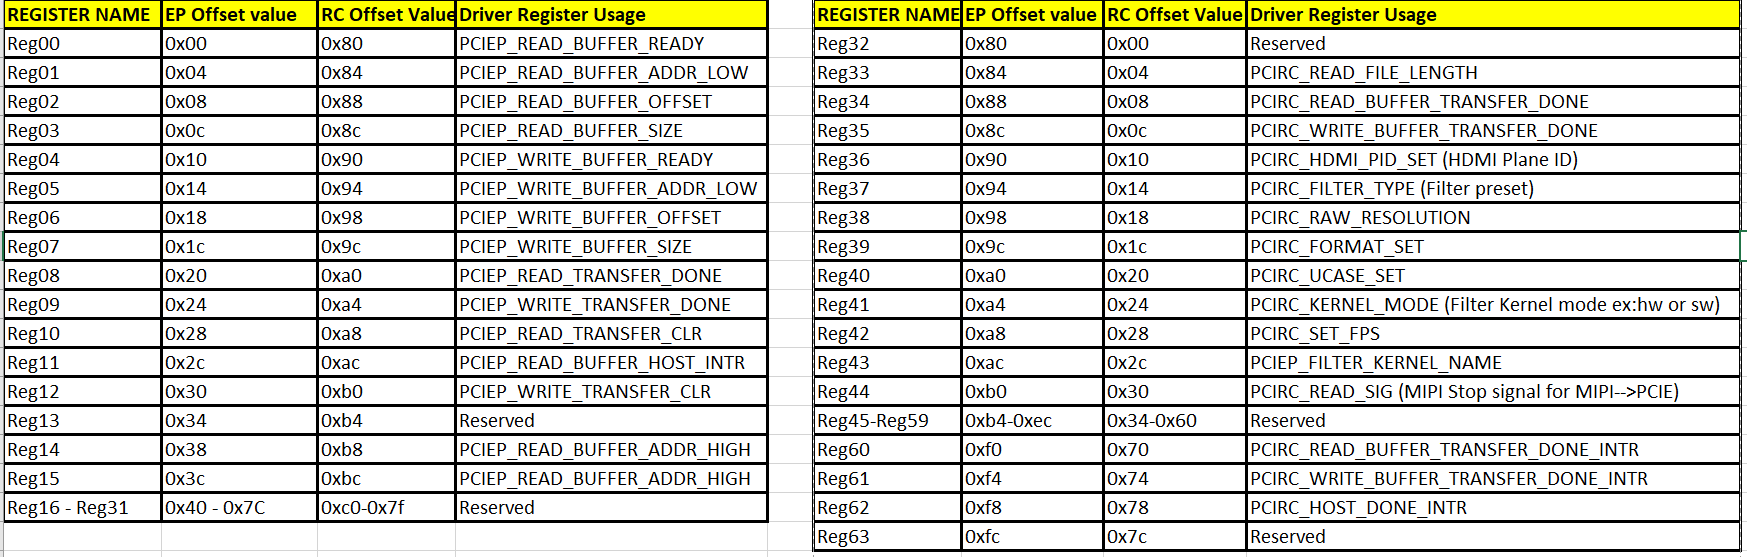 REGISTER NAME EP Offset value RC Offset Value Driver Register Usage
Reg00 0x00 0x80 PCIEP_READ_BUFFER_READY
Reg01 0x04 0x84 PCIEP_READ_BUFFER_ADDR_LOW
Reg02 0x08 0x88 PCIEP_READ_BUFFER_OFFSET
Reg03 0x0c 0x8c PCIEP_READ_BUFFER_SIZE
Reg04 0x10 0x90 PCIEP_WRITE_BUFFER_READY
Reg05 0x14 0x94 PCIEP_WRITE_BUFFER_ADDR_LOW
Reg06 0x18 0x98 PCIEP_WRITE_BUFFER_OFFSET
Reg07 0x1c 0x9c PCIEP_WRITE_BUFFER_SIZE
Reg08 0x20 0xa0 PCIEP_READ_TRANSFER_DONE
Reg09 0x24 0xa4 PCIEP_WRITE_TRANSFER_DONE
Reg10 0x28 0xa8 PCIEP_READ_TRANSFER_CLR
Reg11 0x2c 0xac PCIEP_READ_BUFFER_HOST_INTR
Reg12 0x30 0xb0 PCIEP_WRITE_TRANSFER_CLR
Reg13 0x34 0xb4 Reserved
Reg14 0x38 0xb8 PCIEP_READ_BUFFER_ADDR_HIGH
Reg15 0x3c 0xbc PCIEP_READ_BUFFER_ADDR_HIGH
Reg16 - Reg31 0x40 - 0x7C 0xc0-0x7f Reserved
REGISTER NAME EP Offset value RC Offset Value Driver Register Usage
Reg32 0x80 0x00 Reserved
Reg33 0x84 0x04 PCIRC_READ_FILE_LENGTH
Reg34 0x88 0x08 PCIRC_READ_BUFFER_TRANSFER_DONE
Reg35 0x8c 0x0c PCIRC_WRITE_BUFFER_TRANSFER_DONE
Reg36 0x90 0x10 PCIRC_HDMI_PID_SET (HDMI Plane ID)
Reg37 0x94 0x14 PCIRC_FILTER_TYPE (Filter preset)
Reg38 0x98 0x18 PCIRC_RAW_RESOLUTION
Reg39 0x9c 0x1c PCIRC_FORMAT_SET
Reg40 0xa0 0x20 PCIRC_UCASE_SET
Reg41 0xa4 0x24 PCIRC_KERNEL_MODE (Filter Kernel mode ex:hw or sw)
Reg42 0xa8 0x28 PCIRC_SET_FPS
Reg43 0xac 0x2c PCIEP_FILTER_KERNEL_NAME
Reg44 0xb0 0x30 PCIRC_READ_SIG (MIPI Stop signal for MIPI-->PCIE)
Reg45-Reg59 0xb4-0xec 0x34-0x60 Reserved
Reg60 0xf0 0x70 PCIRC_READ_BUFFER_TRANSFER_DONE_INTR
Reg61 0xf4 0x74 PCIRC_WRITE_BUFFER_TRANSFER_DONE_INTR
Reg62 0xf8 0x78 PCIRC_HOST_DONE_INTR
Reg63 0xfc 0x7c Reserved